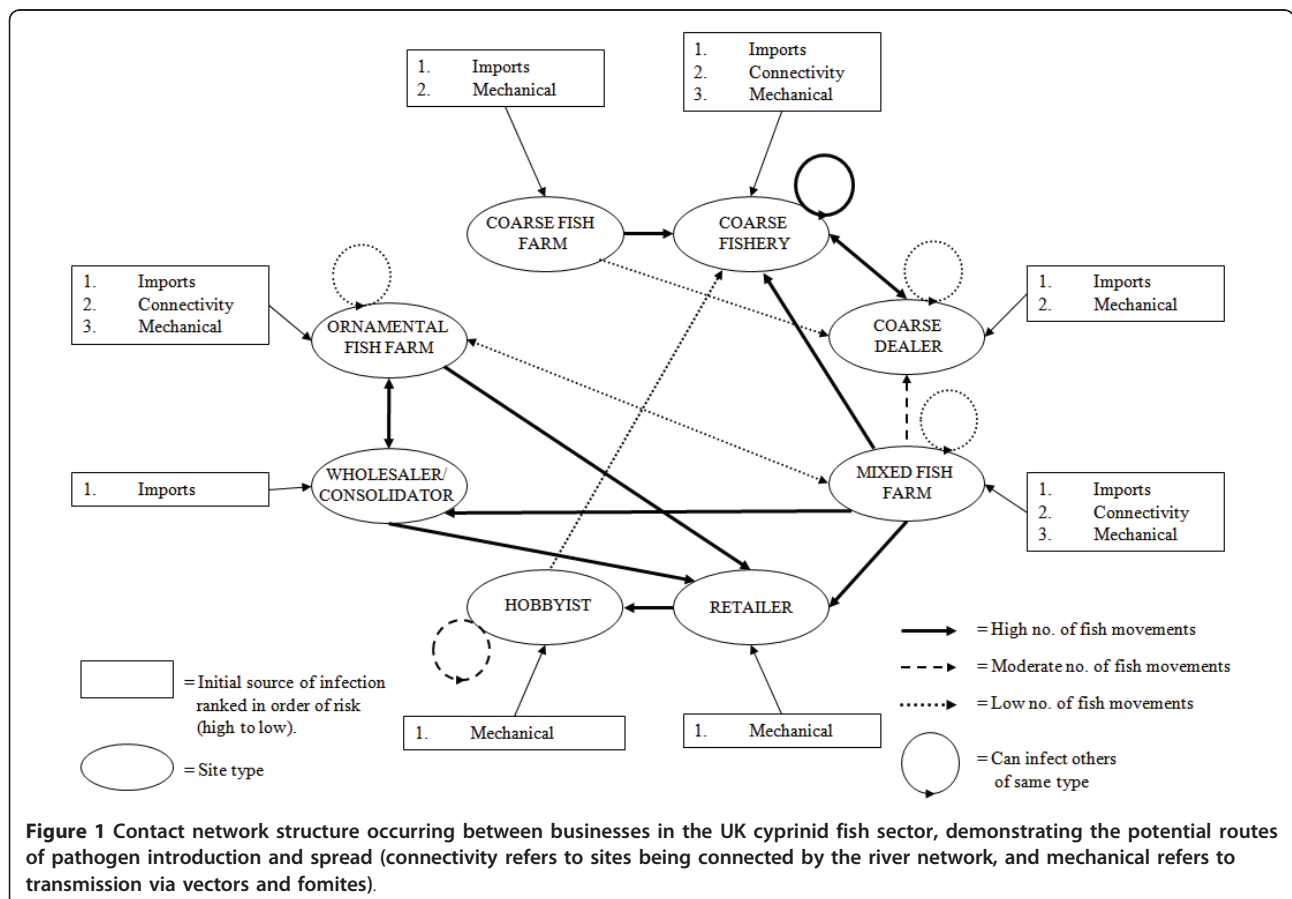 1. Imports
2. Mechanical
1. Imports
2. Connectivity
3. Mechanical
COARSE FISH
FARM
COARSE
FISHERY
1. Imports
2. Connectivity
3. Mechanical
ORNAMENTAL
FISH FARM
COARSE
DEALER
1. Imports
2. Mechanical
1. Imports
WHOLESALER/
CONSOLIDATOR
MIXED FISH
FARM
1. Imports
2. Connectivity
3. Mechanical
HOBBYIST
RETAILER
1. Mechanical
1. Mechanical
= Initial source of infection
ranked in order of risk
(high to low).
= Site type
= High no. of fish movements
= Moderate no. of fish movements
= Low no. of fish movements
= Can infect others
of same type
Figure 1 Contact network structure occurring between businesses in the UK cyprinid fish sector, demonstrating the potential routes
of pathogen introduction and spread (connectivity refers to sites being connected by the river network, and mechanical refers to
transmission via vectors and fomites).